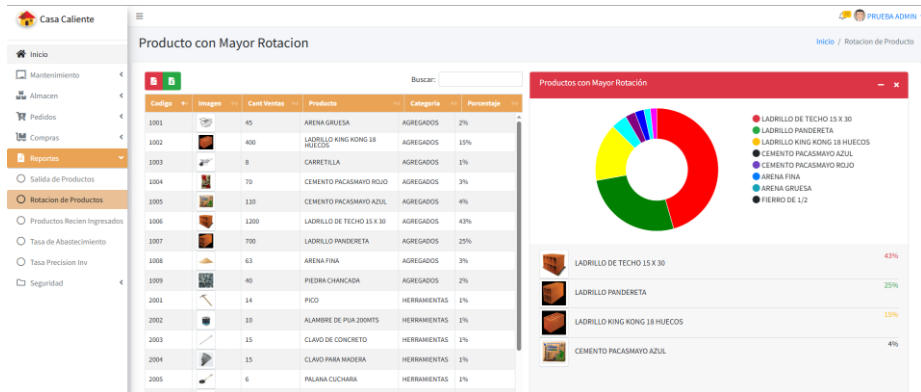 Casa Caliente
PRUEBA ADMIN
Producto con Mayor Rotacion
Inicio / Rotacion de Producto
Inicio
Mantenimiento
Almacen
Pedidos
Compras
Reportes
Salida de Productos
Rotacion de Productos
Productos Recien Ingresados
Tasa de Abastecimiento
Tasa Precision Inv
Seguridad
Buscar:
Codigo Imagen Cant Ventas Producto Categoria Porcentaje
1001 45 ARENA GRUESA AGREGADOS 2%
1002 400 LADRILLO KING KONG 18 HUECOS AGREGADOS 15%
1003 8 CARRETILLA AGREGADOS 1%
1004 70 CEMENTO PACASMAYO ROJO AGREGADOS 3%
1005 110 CEMENTO PACASMAYO AZUL AGREGADOS 4%
1006 1200 LADRILLO DE TECHO 15 X 30 AGREGADOS 43%
1007 700 LADRILLO PANDERETA AGREGADOS 25%
1008 63 ARENA FINA AGREGADOS 3%
1009 40 PIEDRA CHANCADA AGREGADOS 2%
2001 14 PICO HERRAMIENTAS 1%
2002 10 ALAMBRE DE PUA 200MTS HERRAMIENTAS 1%
2003 15 CLAVO DE CONCRETO HERRAMIENTAS 1%
2004 15 CLAVO PARA MADERA HERRAMIENTAS 1%
2005 6 PALANA CUCHARA HERRAMIENTAS 1%
Productos con Mayor Rotación
LADRILLO DE TECHO 15 X 30
LADRILLO PANDERETA
LADRILLO KING KONG 18 HUECOS
CEMENTO PACASMAYO AZUL
CEMENTO PACASMAYO ROJO
ARENA FINA
ARENA GRUESA
FIERRO DE 1/2
LADRILLO DE TECHO 15 X 30 43%
LADRILLO PANDERETA 25%
LADRILLO KING KONG 18 HUECOS 15%
CEMENTO PACASMAYO AZUL 4%